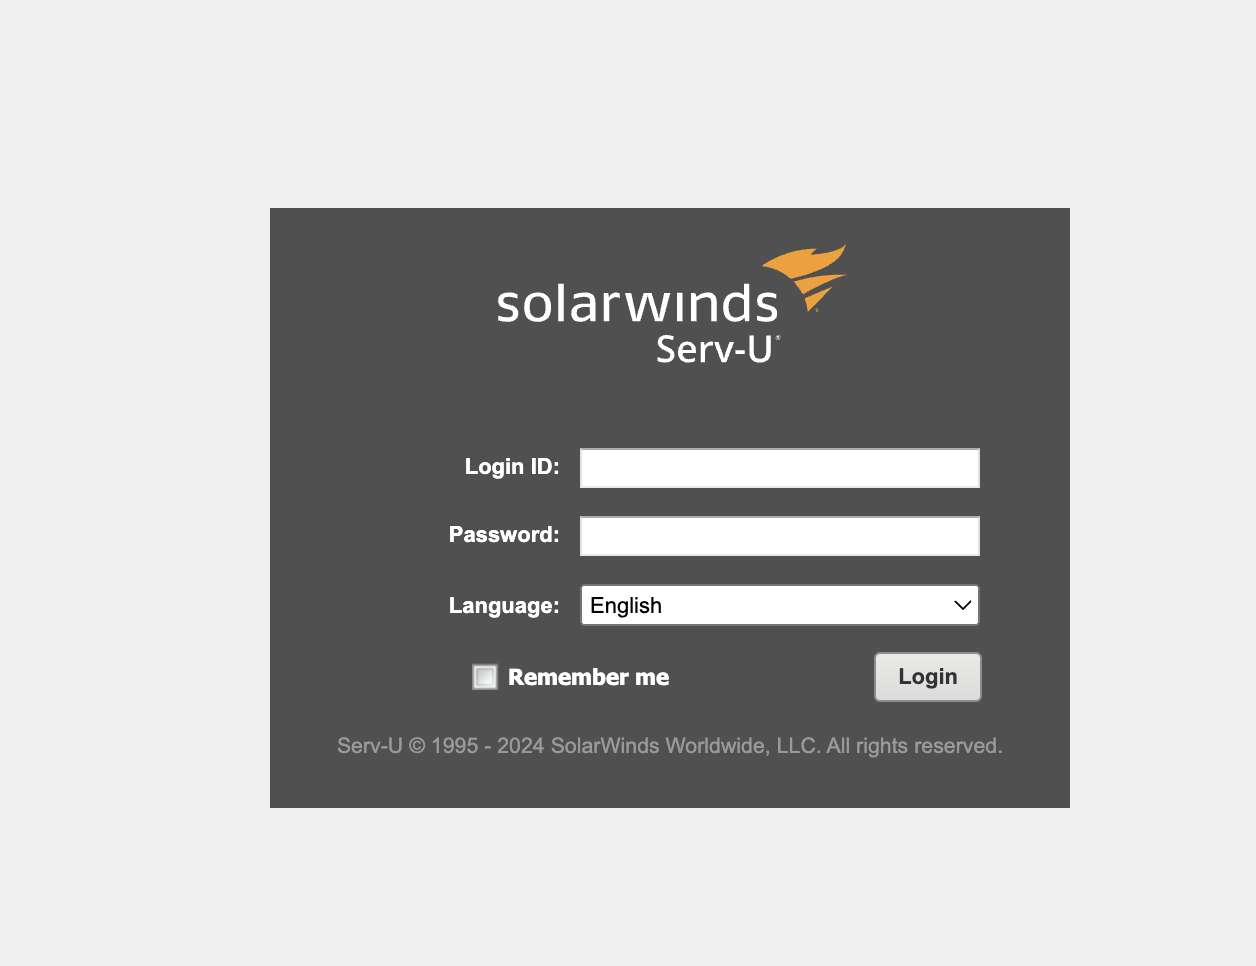 solarwinds
Serv-U®
Login ID:
Password:
Language: English
Remember me Login
Serv-U © 1995 - 2024 SolarWinds Worldwide, LLC. All rights reserved.